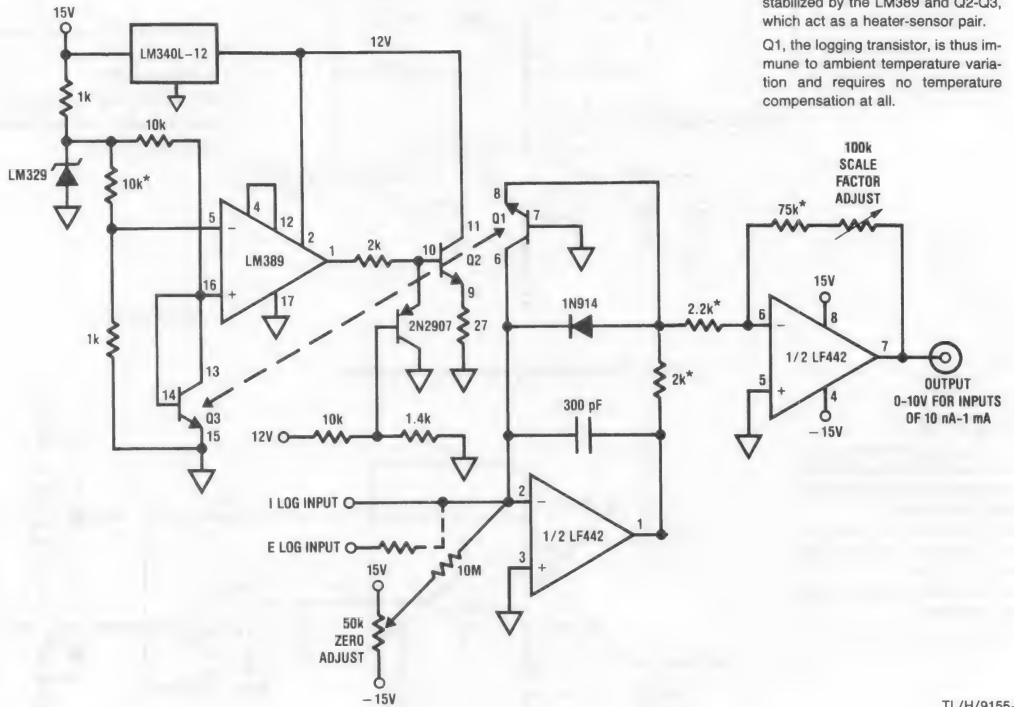 stabilized by the LM389 and Q2-Q3,
which act as a heater-sensor pair.
Q1, the logging transistor, is thus im-
mune to ambient temperature varia-
tion and requires no temperature
compensation at all.
15V
LM340L-12
12V
1k
10k
LM329
10k*
5
4
12
2
LM389
1
2k
16
17
10
11
Q2
9
2N2907
27
1k
14
13
Q3
15
12V
10k
1.4k
8
Q1
7
6
1N914
2.2k*
2k*
300 pF
100k
SCALE
FACTOR
ADJUST
75k*
15V
6
8
1/2 LF442
7
5
4
-15V
OUTPUT
0-10V FOR INPUTS
OF 10 nA-1 mA
I LOG INPUT
E LOG INPUT
2
1/2 LF442
1
3
10M
15V
50k
ZERO
ADJUST
-15V